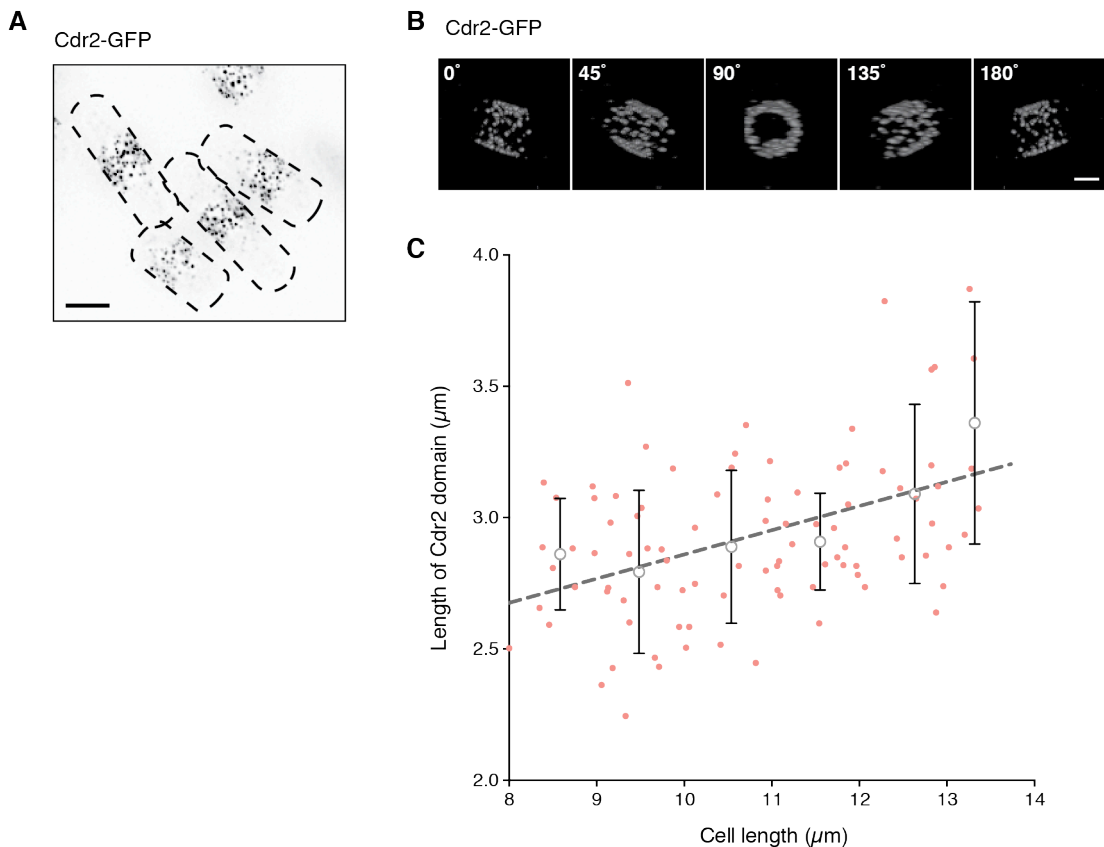 A
Cdr2-GFP
B
Cdr2-GFP
0°
45°
90°
135°
180°
C
4.0
3.5
3.0
2.5
2.0
Length of Cdr2 domain (µm)
8
9
10
11
12
13
14
Cell length (µm)